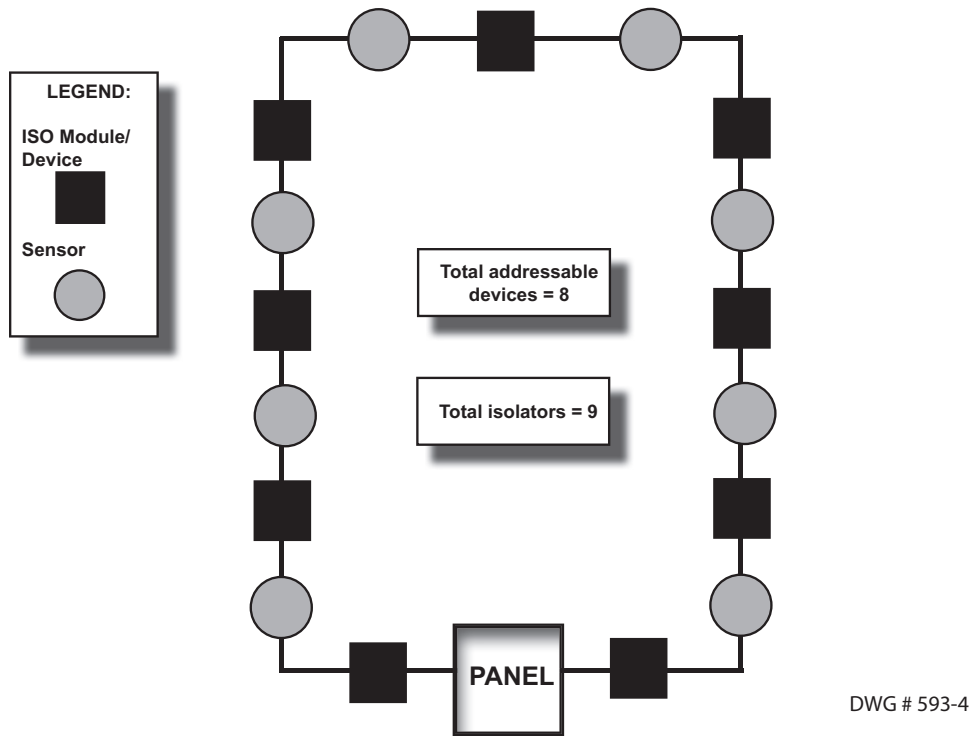 LEGEND:
ISO Module/
Device
Sensor
Total addressable
devices = 8
Total isolators = 9
PANEL
DWG # 593-4